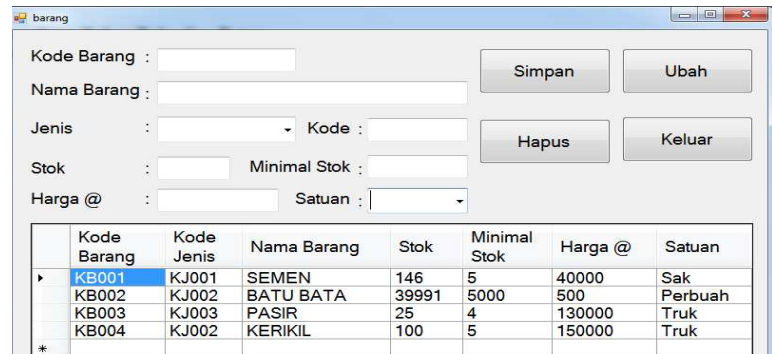 barang
Kode Barang :
Simpan
Ubah
Nama Barang :
Jenis :
Kode :
Hapus
Keluar
Stok :
Minimal Stok :
Harga @ :
Satuan :
Kode Barang Kode Jenis Nama Barang Stok Minimal Stok Harga @ Satuan
KB001 KJ001 SEMEN 146 5 40000 Sak
KB002 KJ002 BATU BATA 39991 5000 500 Perbuah
KB003 KJ003 PASIR 25 4 130000 Truk
KB004 KJ002 KERIKIL 100 5 150000 Truk